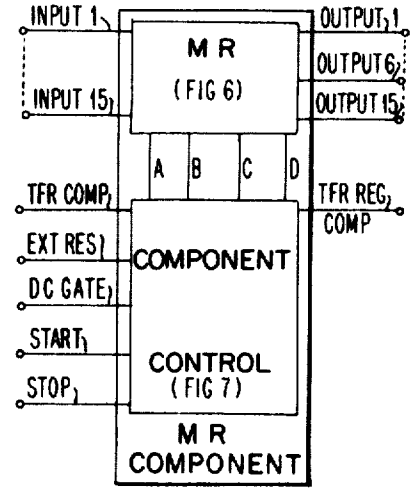 INPUT 1
OUTPUT 1
M R
OUTPUT 6
(FIG 6)
INPUT 15
OUTPUT 15
A B C D
TFR COMP
TFR REG
COMP
EXT RES
COMPONENT
DC GATE
START
CONTROL
(FIG 7)
STOP
M R
COMPONENT